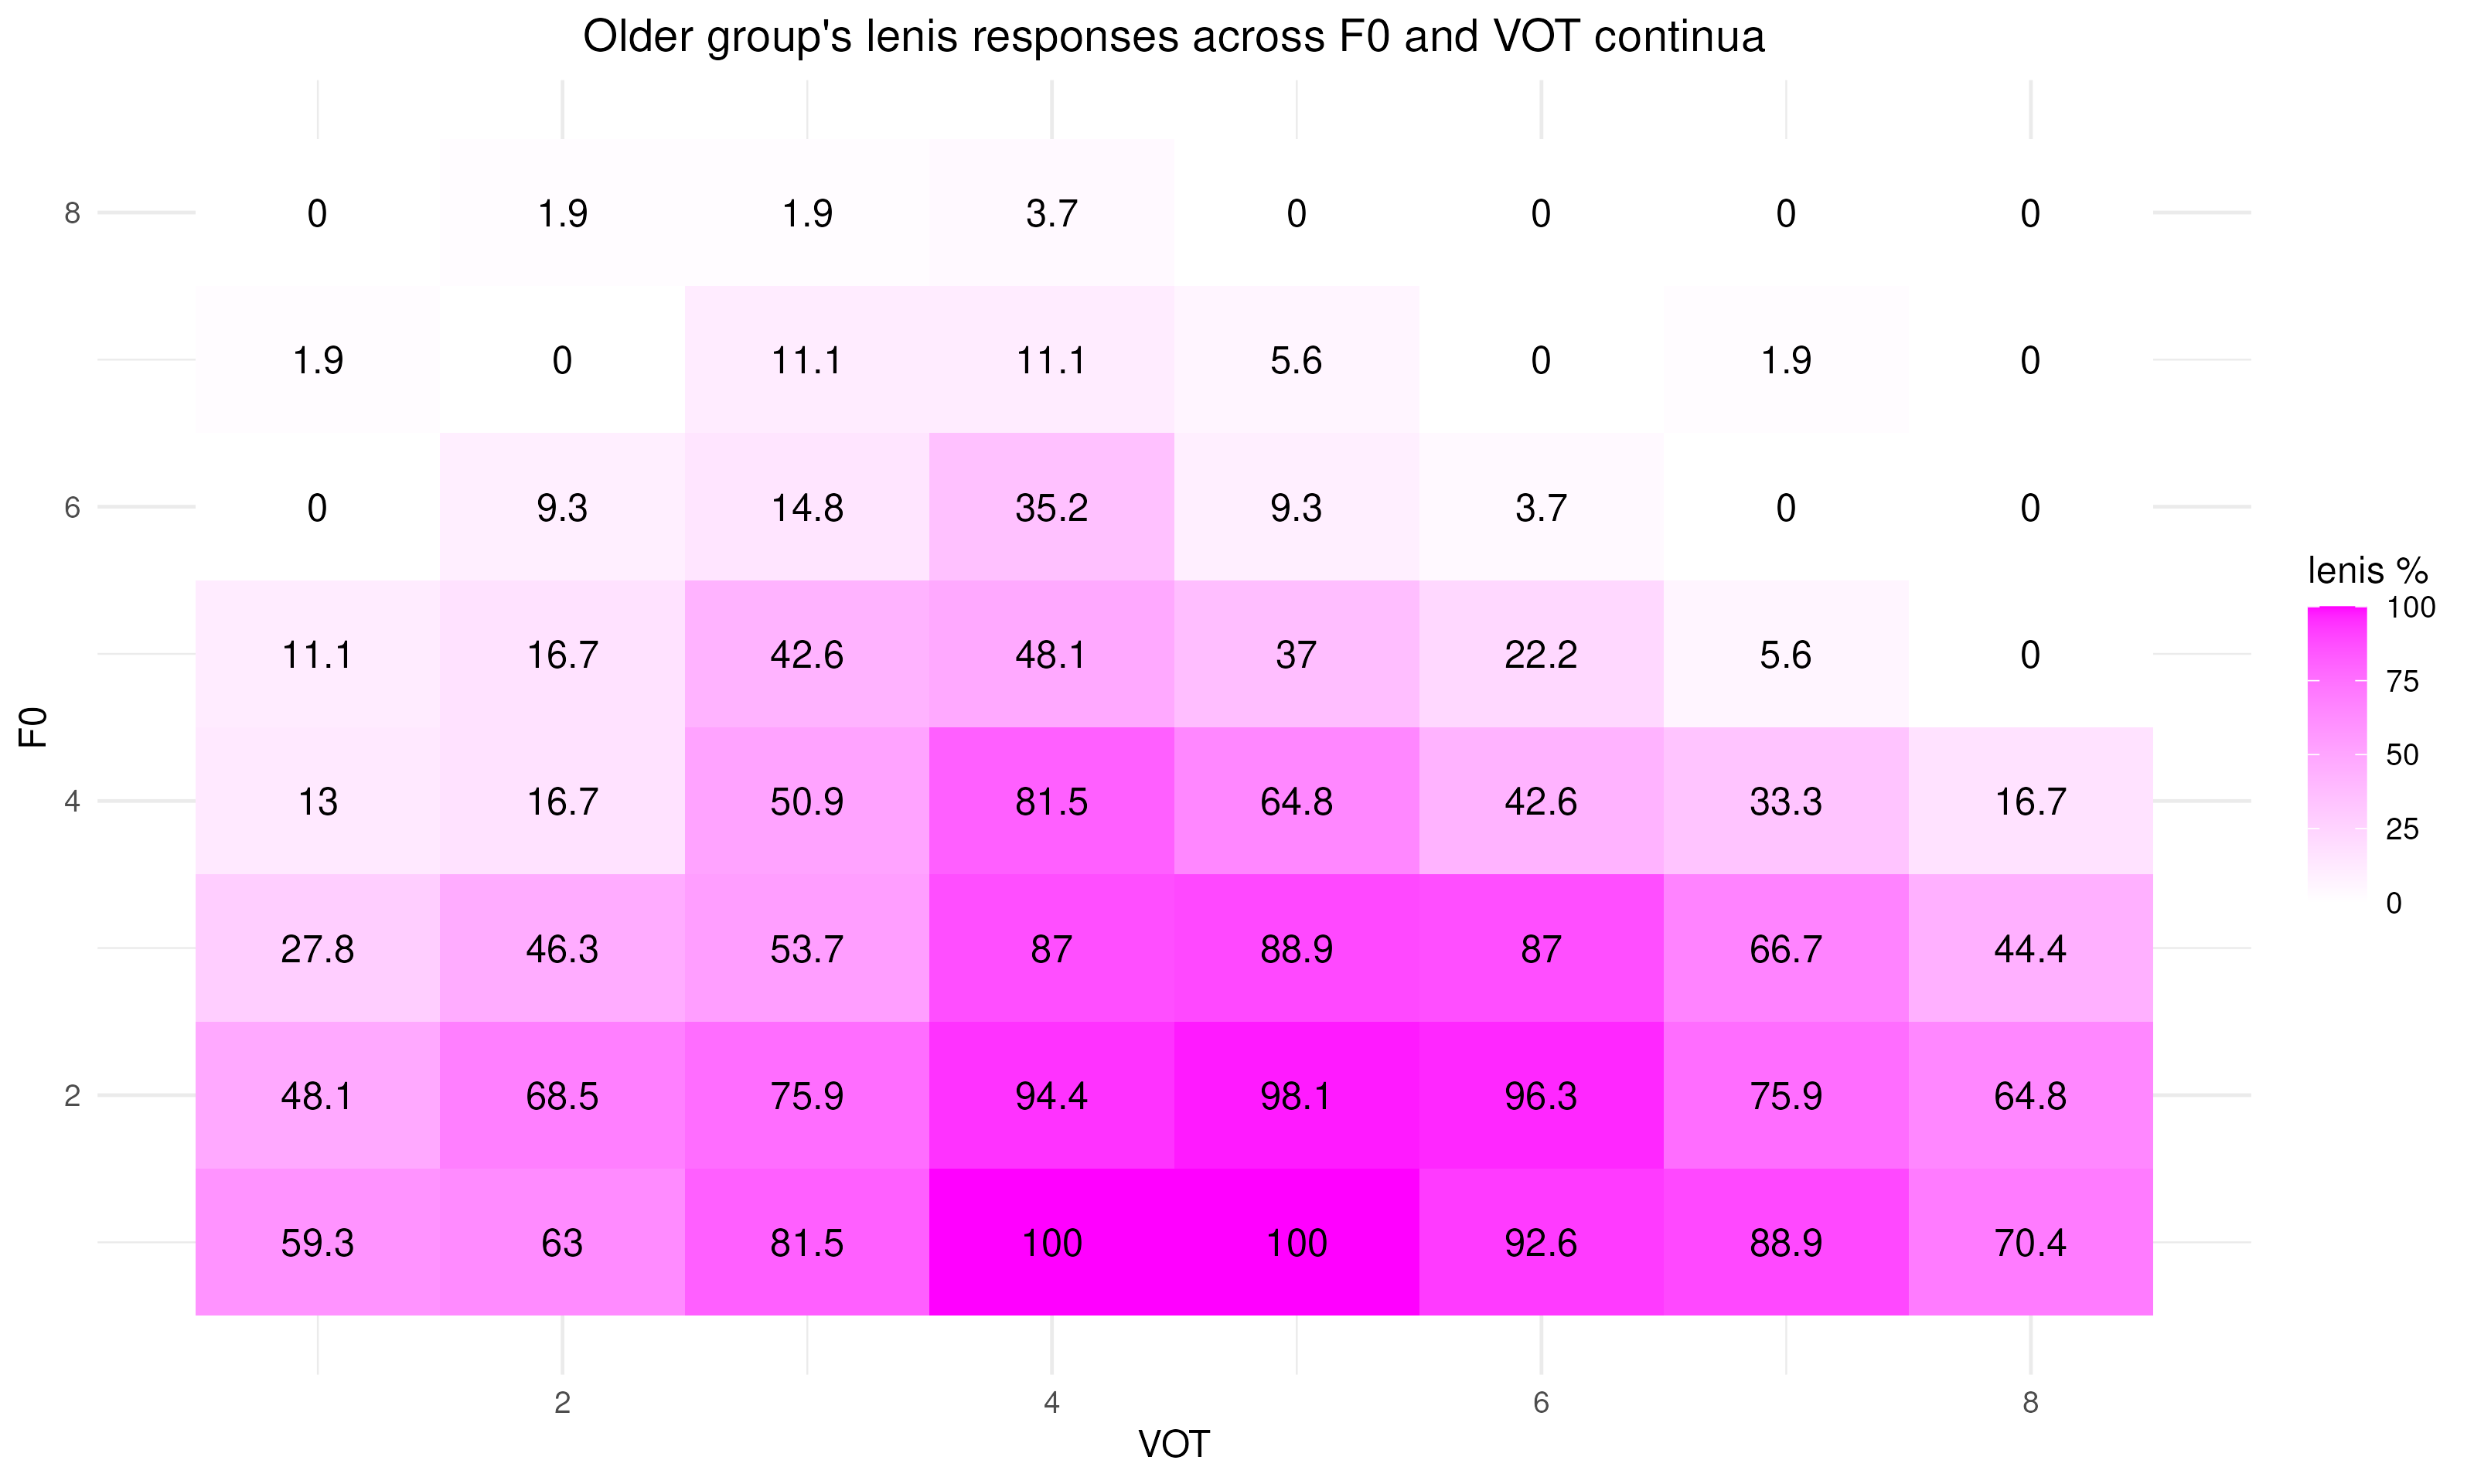 Older group's lenis responses across F0 and VOT continua
8 0 1.9 1.9 3.7 0 0 0 0
1.9 0 11.1 11.1 5.6 0 1.9 0
6 0 9.3 14.8 35.2 9.3 3.7 0 0
11.1 16.7 42.6 48.1 37 22.2 5.6 0
4 13 16.7 50.9 81.5 64.8 42.6 33.3 16.7
27.8 46.3 53.7 87 88.9 87 66.7 44.4
2 48.1 68.5 75.9 94.4 98.1 96.3 75.9 64.8
59.3 63 81.5 100 100 92.6 88.9 70.4
2 4 6 8
VOT
F0
lenis %
100
75
50
25
0